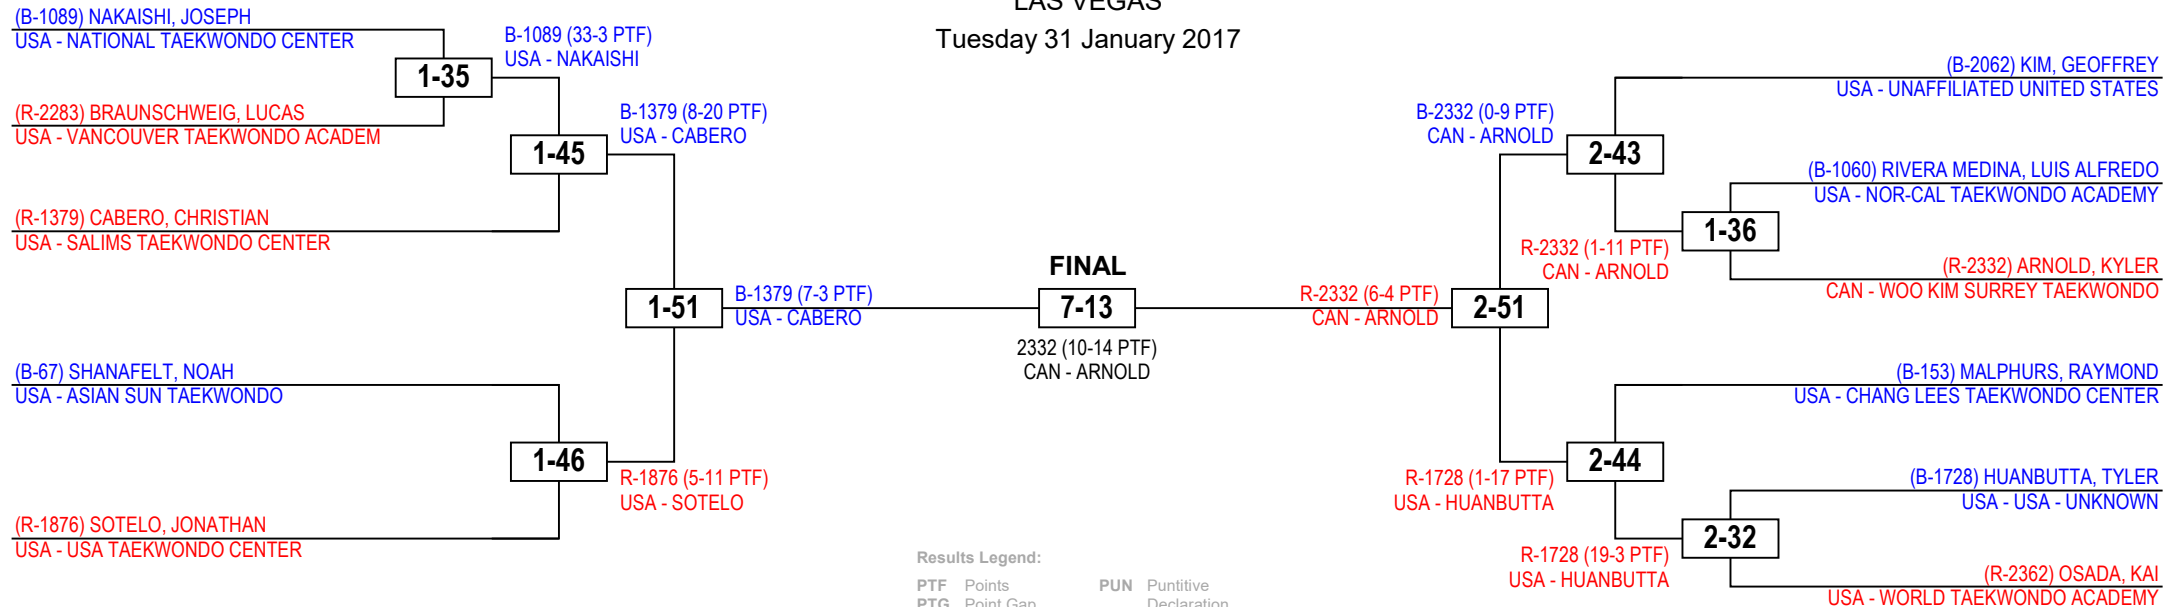 LAS VEGAS
Tuesday 31 January 2017
(B-1089) NAKAISHI, JOSEPH
USA - NATIONAL TAEKWONDO CENTER
(R-2283) BRAUNSCHWEIG, LUCAS
USA - VANCOUVER TAEKWONDO ACADEM
(R-1379) CABERO, CHRISTIAN
USA - SALIMS TAEKWONDO CENTER
(B-67) SHANAFELT, NOAH
USA - ASIAN SUN TAEKWONDO
(R-1876) SOTELO, JONATHAN
USA - USA TAEKWONDO CENTER
1-35
B-1089 (33-3 PTF)
USA - NAKAISHI
1-45
B-1379 (8-20 PTF)
USA - CABERO
1-46
R-1876 (5-11 PTF)
USA - SOTELO
1-51
B-1379 (7-3 PTF)
USA - CABERO
FINAL
7-13
2332 (10-14 PTF)
CAN - ARNOLD
R-2332 (6-4 PTF)
CAN - ARNOLD
2-51
B-2332 (0-9 PTF)
CAN - ARNOLD
2-43
R-2332 (1-11 PTF)
CAN - ARNOLD
1-36
R-1728 (1-17 PTF)
USA - HUANBUTTA
2-44
R-1728 (19-3 PTF)
USA - HUANBUTTA
2-32
(B-2062) KIM, GEOFFREY
USA - UNAFFILIATED UNITED STATES
(B-1060) RIVERA MEDINA, LUIS ALFREDO
USA - NOR-CAL TAEKWONDO ACADEMY
(R-2332) ARNOLD, KYLER
CAN - WOO KIM SURREY TAEKWONDO
(B-153) MALPHURS, RAYMOND
USA - CHANG LEES TAEKWONDO CENTER
(B-1728) HUANBUTTA, TYLER
USA - USA - UNKNOWN
(R-2362) OSADA, KAI
USA - WORLD TAEKWONDO ACADEMY
Results Legend:
PTF Points PUN Puntitive
PTG Point Gap Declaration